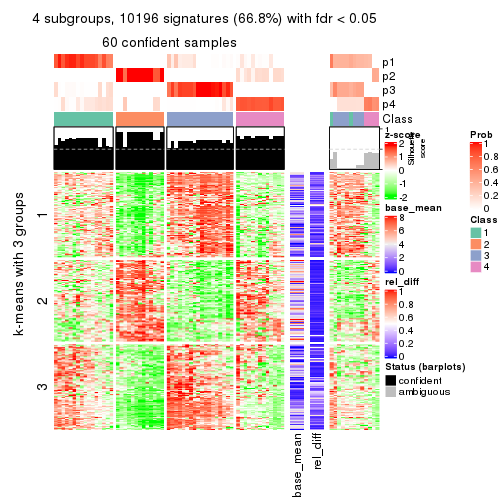 4 subgroups, 10196 signatures (66.8%) with fdr < 0.05
60 confident samples
p1
p2
p3
p4
Class
1
Silhouette
score
k-means with 3 groups
1
2
3
base_mean
rel_diff
z-score
2
1
0
-1
-2
base_mean
8
6
4
2
0
rel_diff
1
0.8
0.6
0.4
0.2
0
Status (barplots)
confident
ambiguous
Prob
1
0.8
0.6
0.4
0.2
0
Class
1
2
3
4